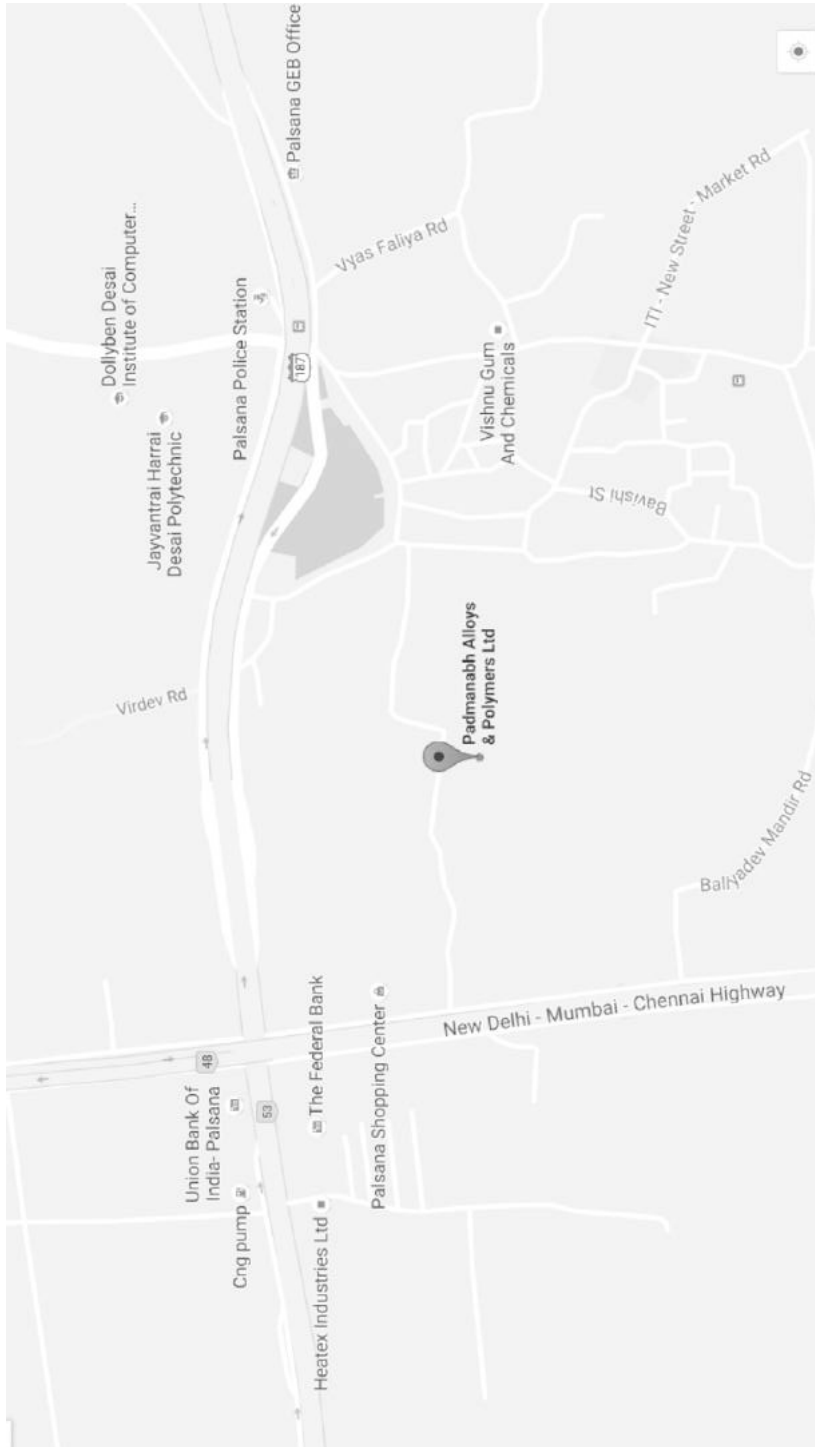 Dollyben Desai
Institute of Computer...
Jayvantrai Harrai
Desai Polytechnic
Virdev Rd
Union Bank Of
India- Palsana
48
Cng pump
Palsana Police Station
53
187
Palsana GEB Office
Heatex Industries Ltd
The Federal Bank
Palsana Shopping Center
Vyas Faliya Rd
Padmanabh Alloys
& Polymers Ltd
Vishnu Gum
And Chemicals
New Delhi - Mumbai - Chennai Highway
Bavishi St
ITI - New Street - Market Rd
Baliyadev Mandir Rd